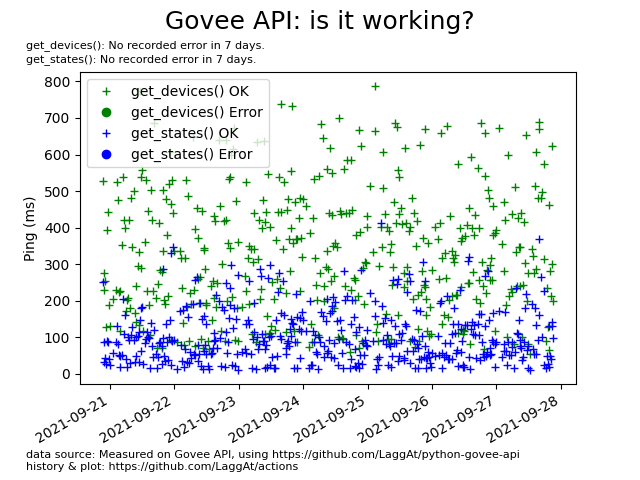 Govee API: is it working?
get_devices(): No recorded error in 7 days.
get_states(): No recorded error in 7 days.
800
700
600
500
400
300
200
100
0
Ping (ms)
get_devices() OK
get_devices() Error
get_states() OK
get_states() Error
2021-09-21
2021-09-22
2021-09-23
2021-09-24
2021-09-25
2021-09-26
2021-09-27
2021-09-28
data source: Measured on Govee API, using https://github.com/LaggAt/python-govee-api
history & plot: https://github.com/LaggAt/actions